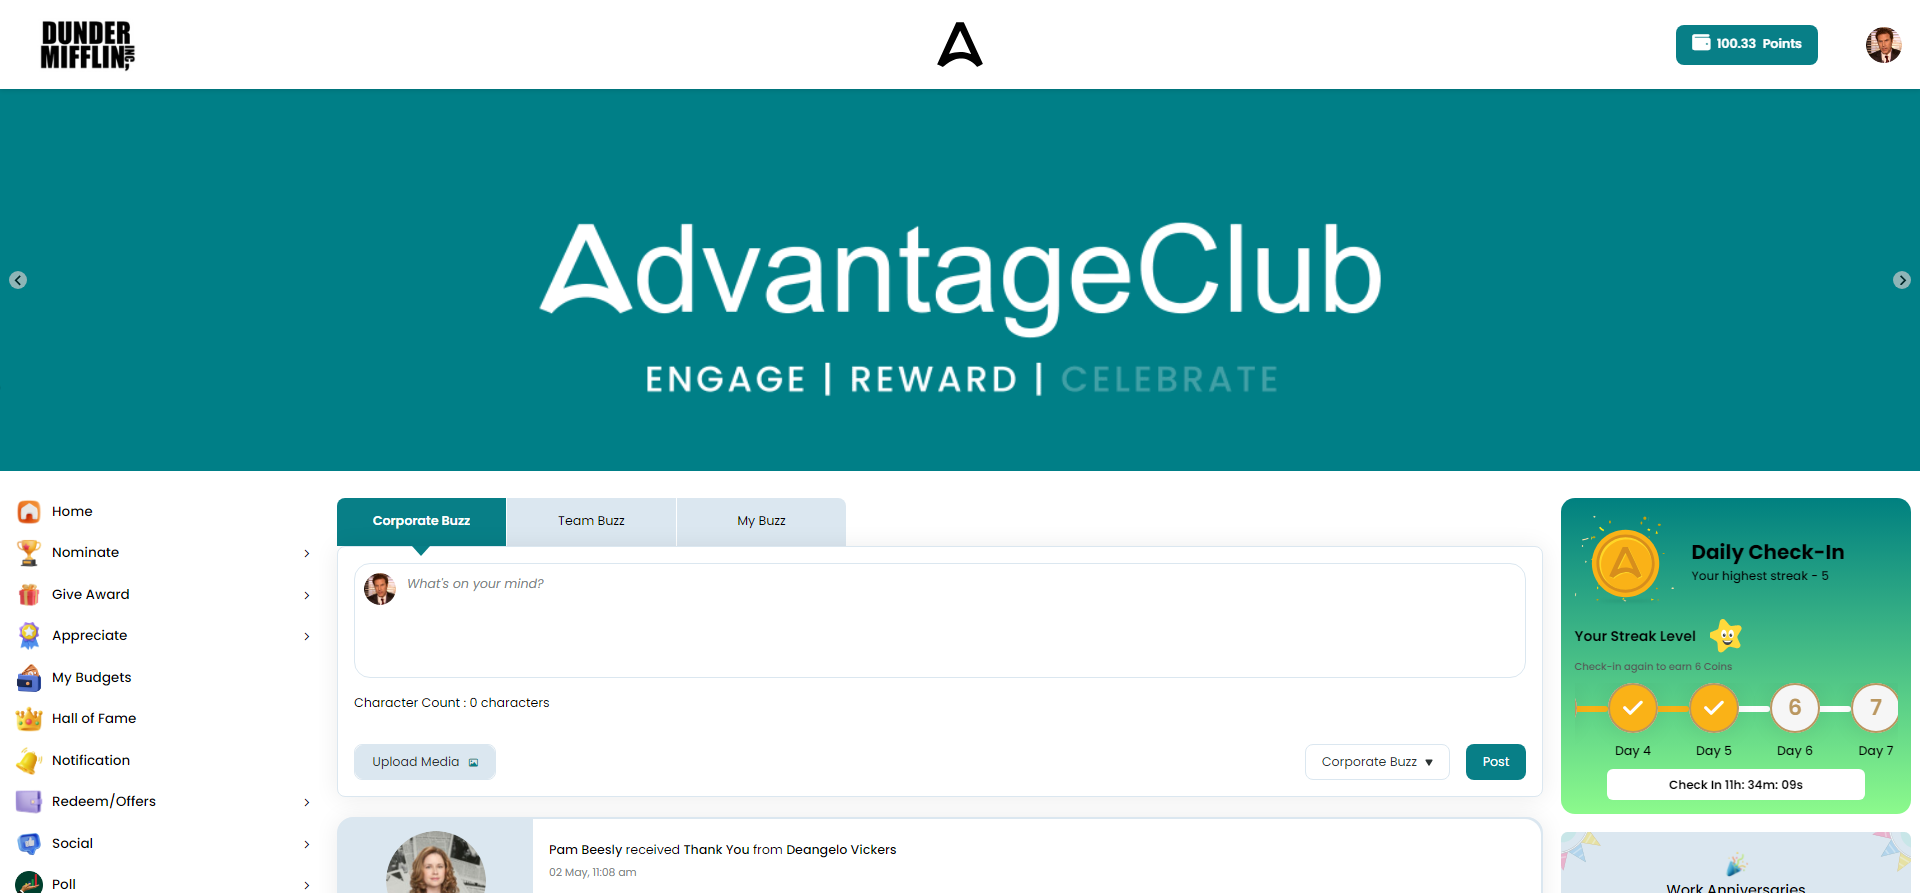 DUNDER
MIFFLIN, INC
100.33 Points
AdvantageClub
ENGAGE | REWARD | CELEBRATE
Home
Nominate
Give Award
Appreciate
My Budgets
Hall of Fame
Notification
Redeem/Offers
Social
Poll
Corporate Buzz
Team Buzz
My Buzz
What's on your mind?
Character Count : 0 characters
Upload Media
Corporate Buzz
Post
Pam Beesly received Thank You from Deangelo Vickers
02 May, 11:08 am
Daily Check-In
Your highest streak - 5
Your Streak Level
Check-in again to earn 6 Coins
6 7
Day 4 Day 5 Day 6 Day 7
Check In 11h: 34m: 09s
Work Anniversaries